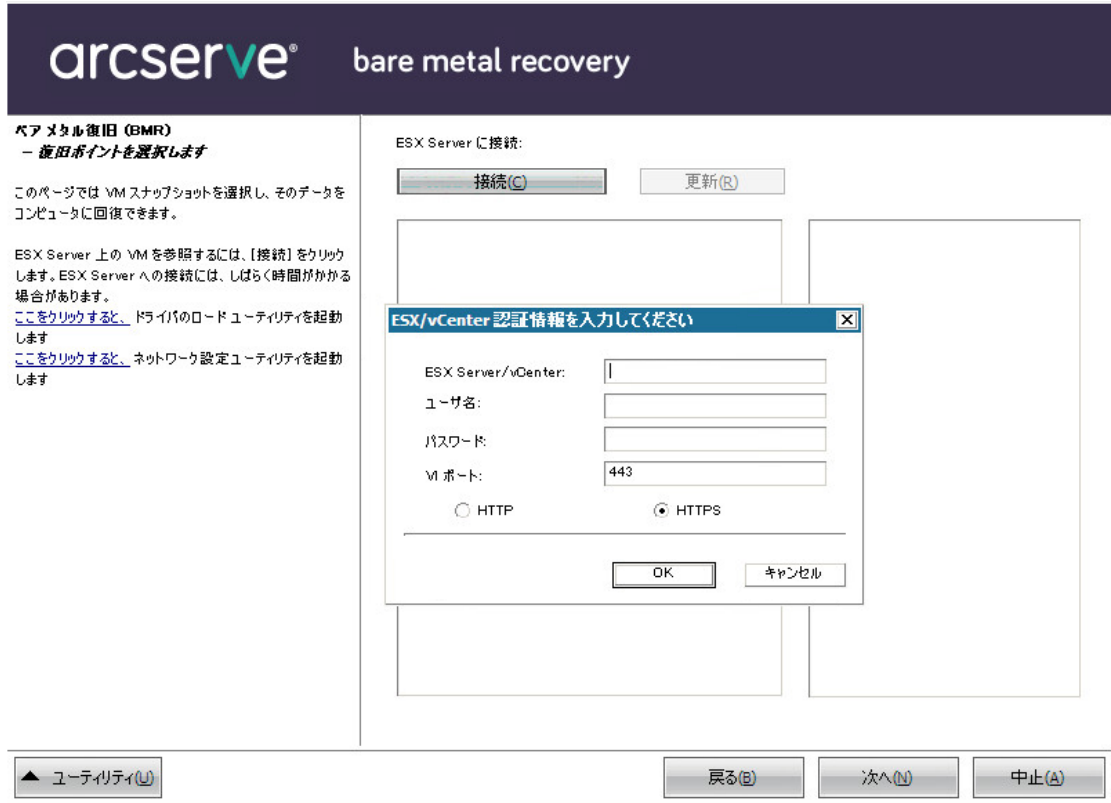 arcserve® bare metal recovery
ベア メタル復旧 (BMR)
- 復旧ポイントを選択します
このページでは VM スナップショットを選択し、そのデータを
コンピュータに回復できます。
ESX Server 上の VM を参照するには、[接続] をクリック
します。ESX Server への接続には、しばらく時間がかかる
場合があります。
ここをクリックすると、 ドライバのロード ユーティリティを起動
します
ここをクリックすると、 ネットワーク設定ユーティリティを起動
します
ESX Server に接続:
接続(C)
更新(R)
ESX/vCenter 認証情報を入力してください
ESX Server/vCenter:
ユーザ名:
パスワード:
VI ポート: 443
HTTP HTTPS
OK キャンセル
ユーティリティ(U) 戻る(B) 次へ(N) 中止(A)